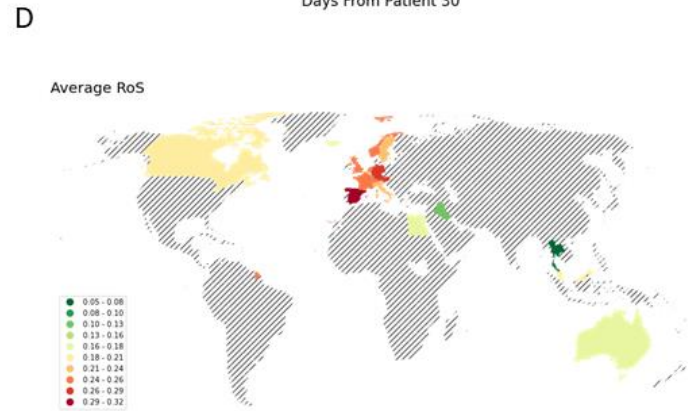 Days From Patient 30
D
Average RoS
0.05 - 0.08
0.08 - 0.10
0.10 - 0.13
0.13 - 0.16
0.16 - 0.18
0.18 - 0.21
0.21 - 0.24
0.24 - 0.26
0.26 - 0.29
0.29 - 0.32